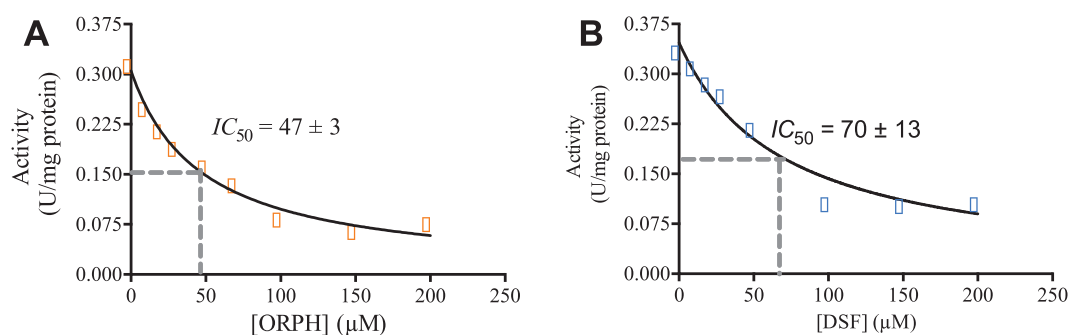 A
Activity
(U/mg protein)
0.375
0.300
0.225
0.150
0.075
0.000
IC50 = 47 ± 3
0 50 100 150 200 250
[ORPH] (µM)
B
Activity
(U/mg protein)
0.375
0.300
0.225
0.150
0.075
0.000
IC50 = 70 ± 13
0 50 100 150 200 250
[DSF] (µM)